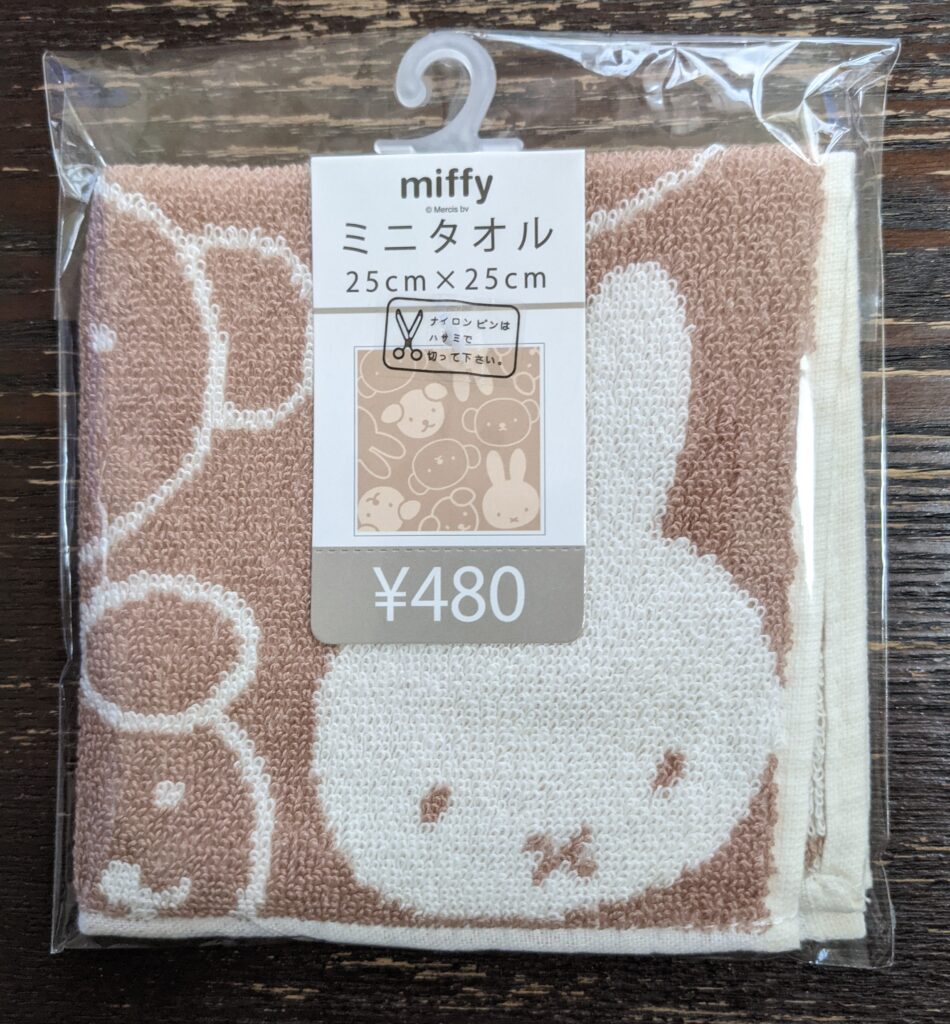 miffy
© Mercis bv
ミニタオル
25cm×25cm
ナイロンピンは
ハサミで
切って下さい。
¥480